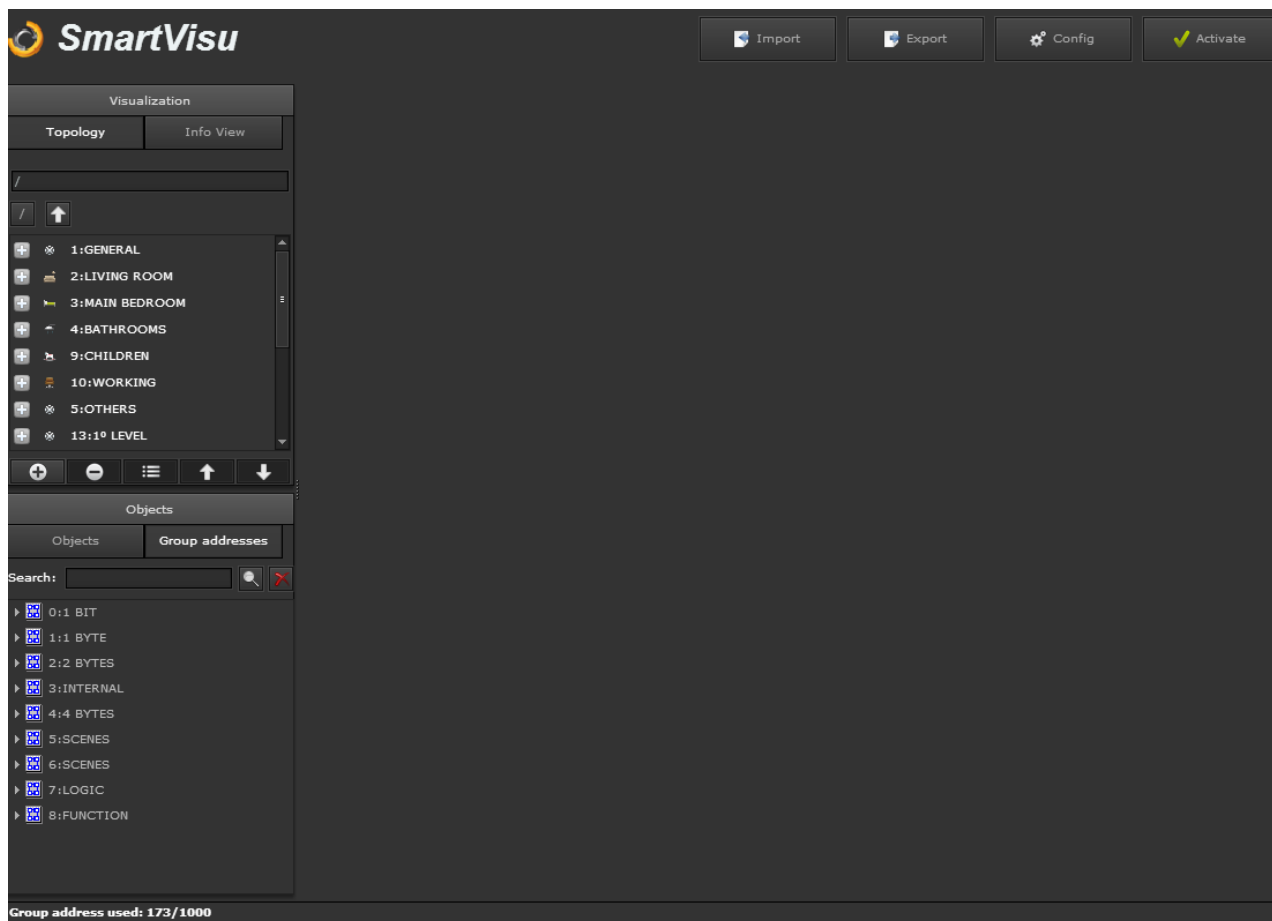 SmartVisu
Import Export Config Activate
Visualization
Topology Info View
/
/
1:GENERAL
2:LIVING ROOM
3:MAIN BEDROOM
4:BATHROOMS
9:CHILDREN
10:WORKING
5:OTHERS
13:1º LEVEL
Objects
Objects Group addresses
Search:
0:1 BIT
1:1 BYTE
2:2 BYTES
3:INTERNAL
4:4 BYTES
5:SCENES
6:SCENES
7:LOGIC
8:FUNCTION
Group address used: 173/1000